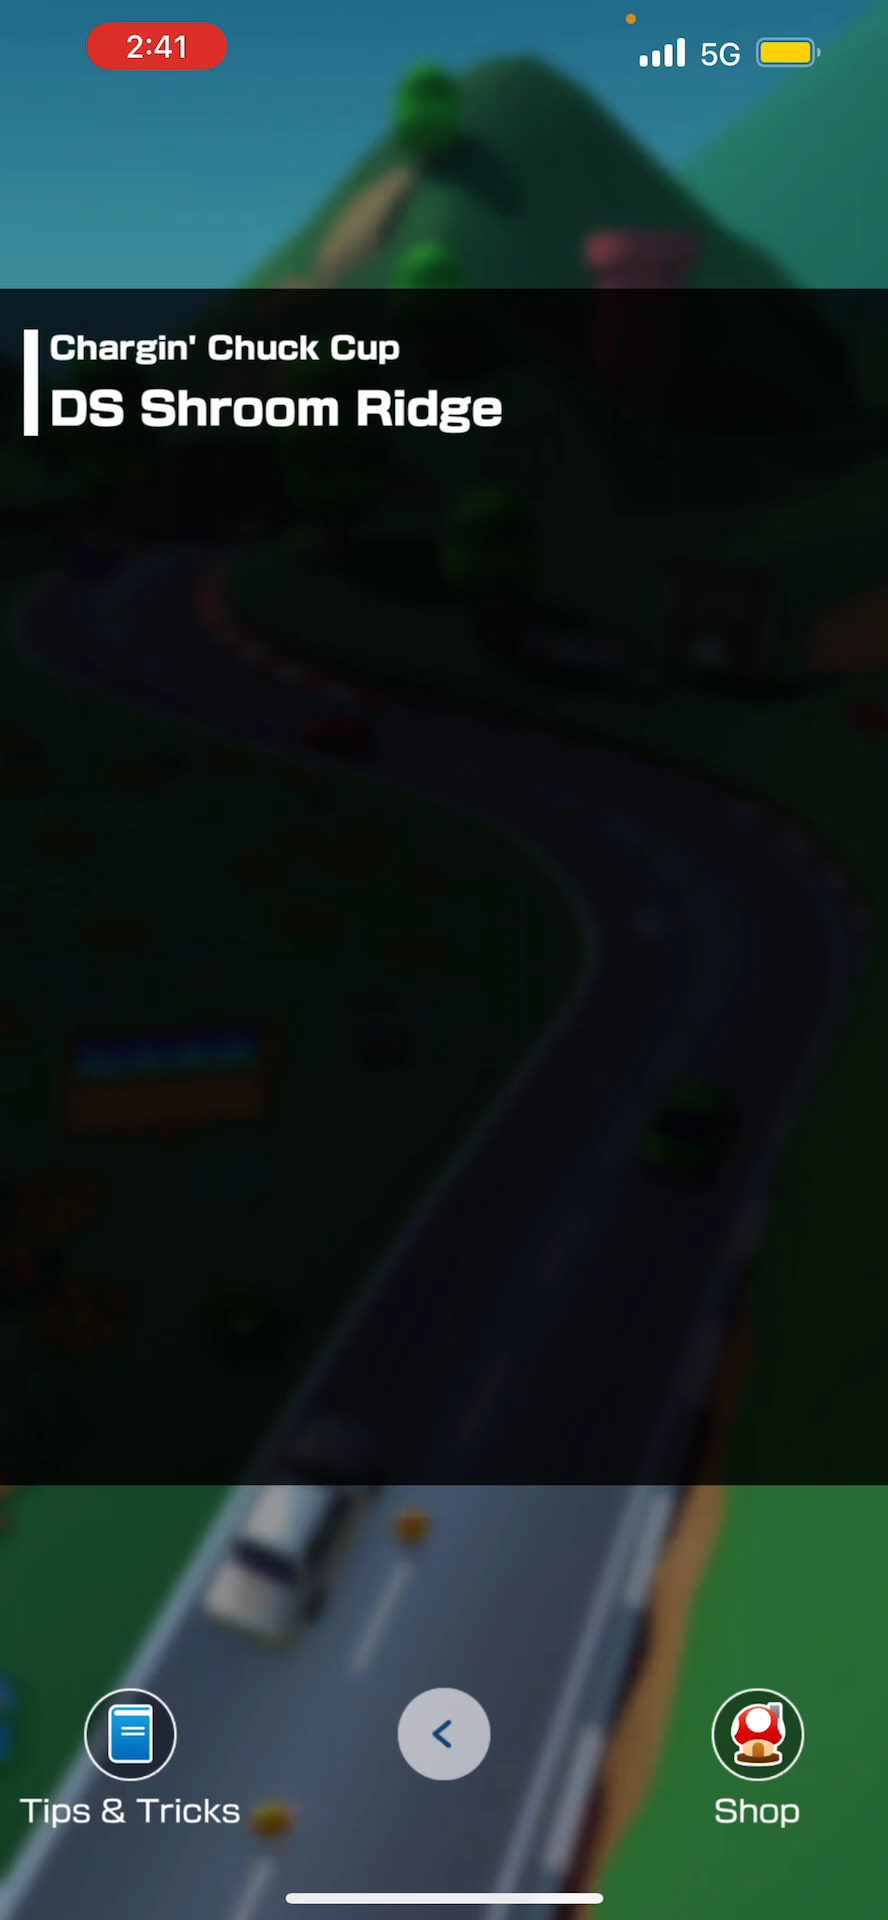 2:41
5G
Chargin' Chuck Cup
DS Shroom Ridge
Tips & Tricks
Shop